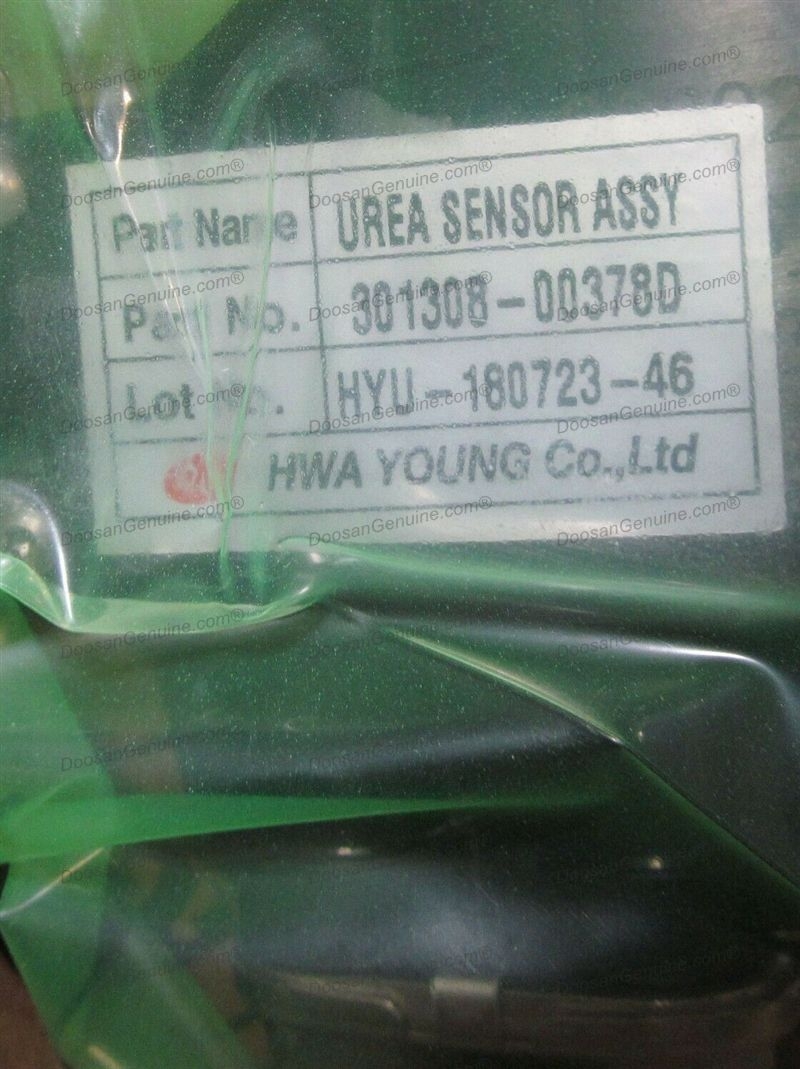 Part Name UREA SENSOR ASSY
Part No. 301308-00378D
Lot No. HYU-180723-46
HWA YOUNG Co.,Ltd
DoosanGenuine.com®